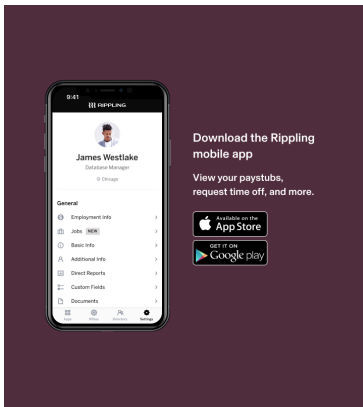 9:41
RIPPLING
James Westlake
Database Manager
Chicago
General
Employment Info
Jobs NEW
Basic Info
Additional Info
Direct Reports
Custom Fields
Documents
Apps Directory Settings
Download the Rippling
mobile app
View your paystubs,
request time off, and more.
Available on the
App Store
GET IT ON
Google play